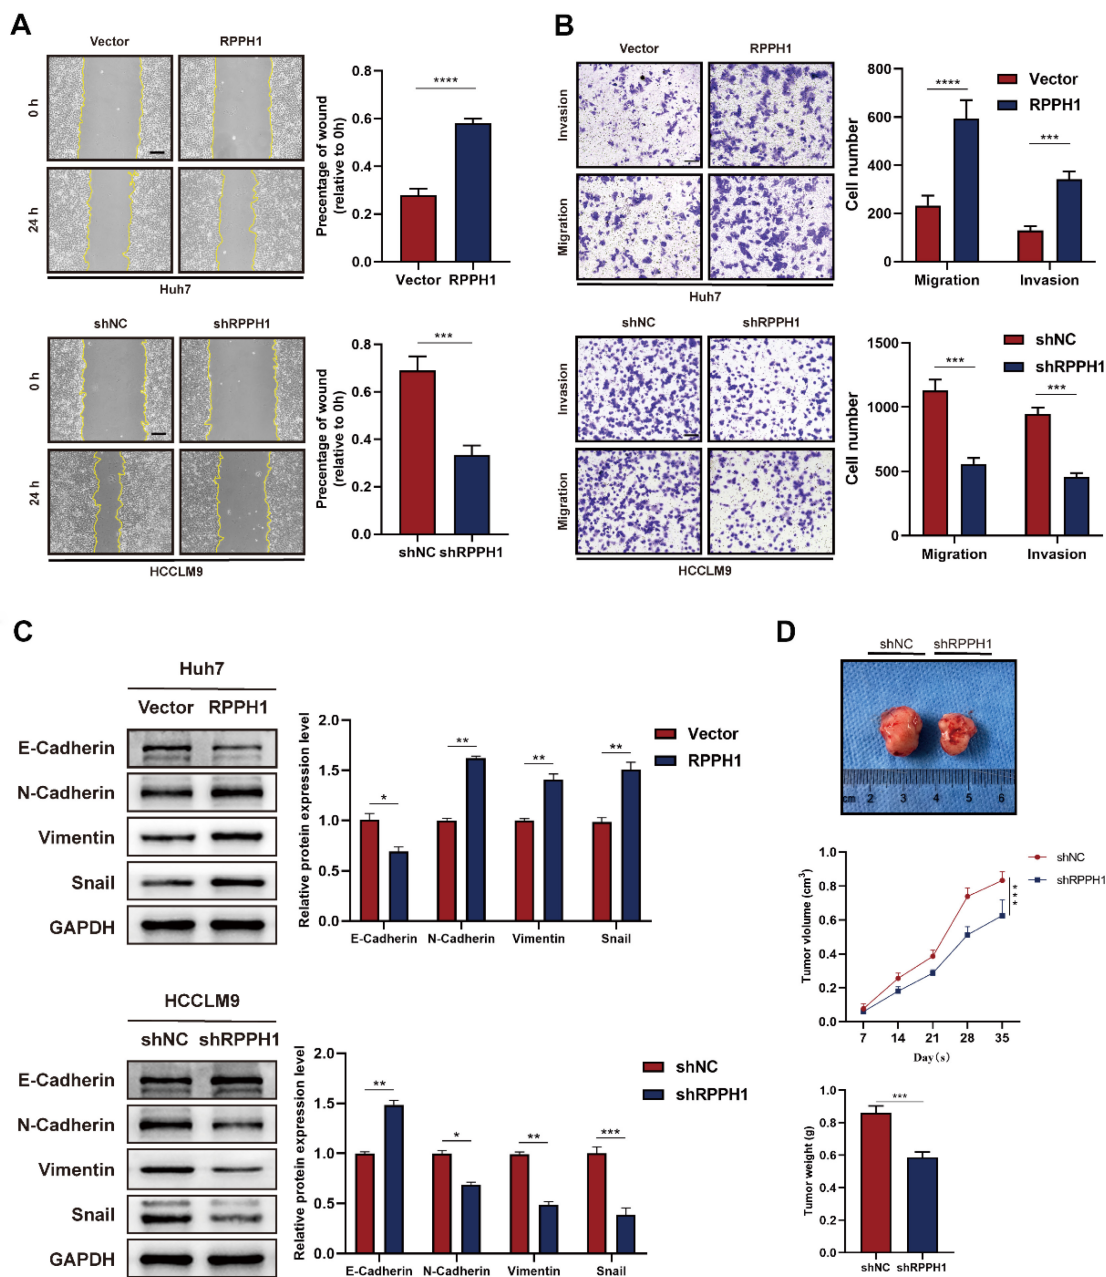 A
Vector RPPH1
0 h
24 h
Huh7
Precentage of wound
(relative to 0h)
0.8
0.6
0.4
0.2
0.0
****
Vector RPPH1
shNC shRPPH1
0 h
24 h
HCCLM9
Precentage of wound
(relative to 0h)
0.8
0.6
0.4
0.2
0.0
***
shNC shRPPH1
B
Vector RPPH1
Invasion
Migration
Huh7
Cell number
800
600
400
200
0
**** ***
Vector
RPPH1
Migration Invasion
shNC shRPPH1
Invasion
Migration
HCCLM9
Cell number
1500
1000
500
0
*** ***
shNC
shRPPH1
Migration Invasion
C
Huh7
Vector RPPH1
E-Cadherin
N-Cadherin
Vimentin
Snail
GAPDH
Relative protein expression level
2.0
1.5
1.0
0.5
0.0
* ** ** **
Vector
RPPH1
E-Cadherin N-Cadherin Vimentin Snail
HCCLM9
shNC shRPPH1
E-Cadherin
N-Cadherin
Vimentin
Snail
GAPDH
Relative protein expression level
2.0
1.5
1.0
0.5
0.0
** * ** ***
shNC
shRPPH1
E-Cadherin N-Cadherin Vimentin Snail
D
shNC shRPPH1
cm 2 3 4 5 6
Tumor vlolume (cm³)
1.0
0.8
0.6
0.4
0.2
0.0
7 14 21 28 35
Day(s)
shNC
shRPPH1
***
Tumor weight (g)
1.0
0.8
0.6
0.4
0.2
0.0
***
shNC shRPPH1